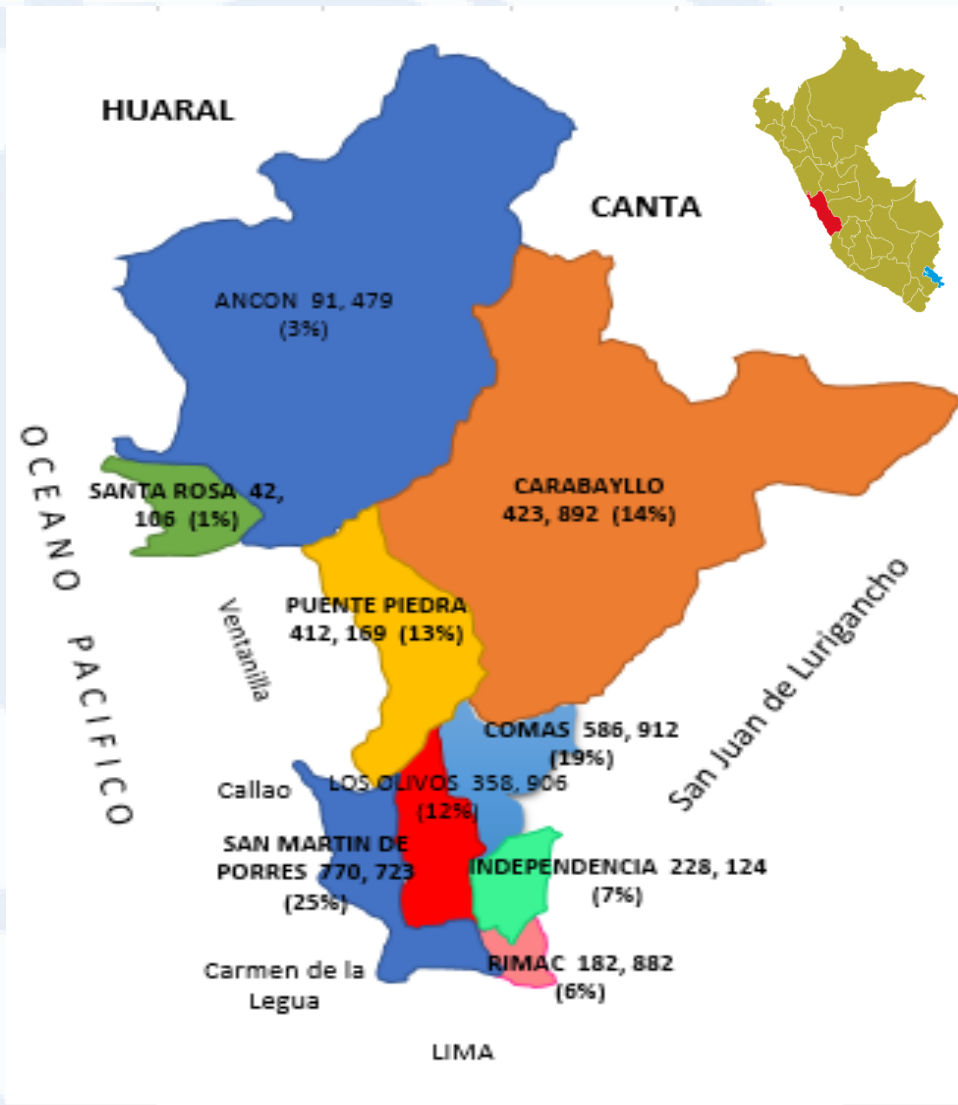 HUARAL
CANTA
ANCON 91, 479
(3%)
OCEANO PACIFICO
SANTA ROSA 42,
106 (1%)
CARABAYLLO
423, 892 (14%)
PUENTE PIEDRA
412, 169 (13%)
Ventanilla
San Juan de Lurigancho
COMAS 586, 912
(19%)
Callao
LOS OLIVOS 358, 906
(12%)
SAN MARTIN DE
PORRES 770, 723
(25%)
INDEPENDENCIA 228, 124
(7%)
Carmen de la
Legua
RIMAC 182, 882
(6%)
LIMA